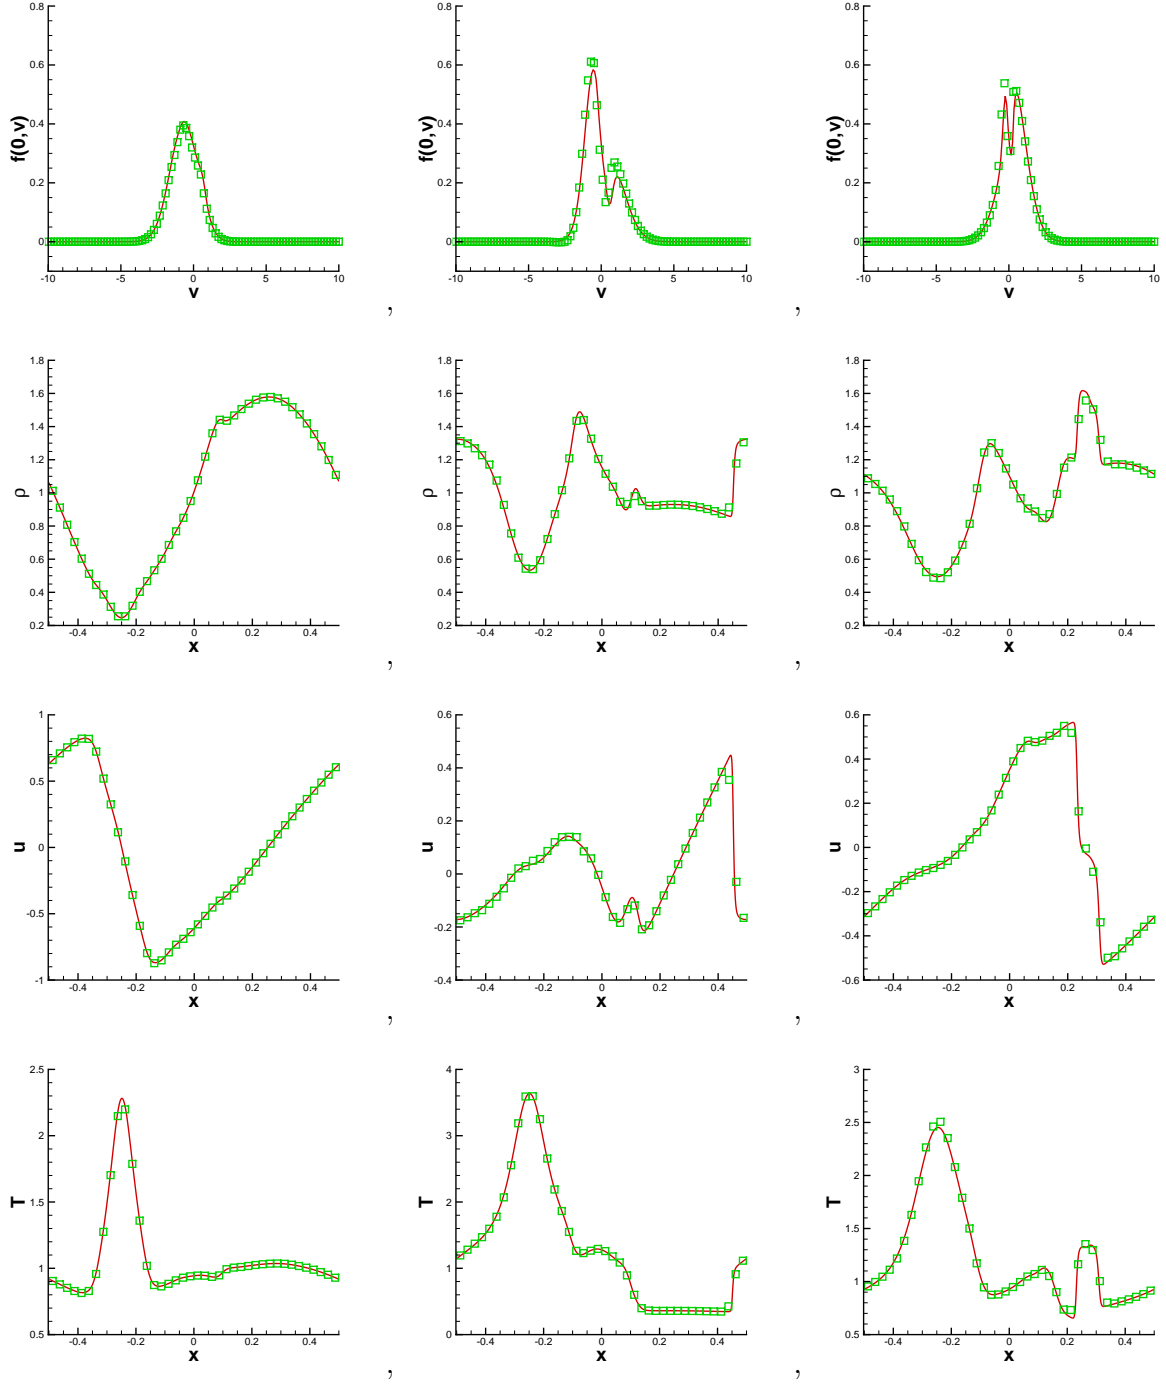 0.8 0.6 0.4 0.2 0 f(0,v) -10 -5 0 5 10 v ,
0.8 0.6 0.4 0.2 0 f(0,v) -10 -5 0 5 10 v ,
0.8 0.6 0.4 0.2 0 f(0,v) -10 -5 0 5 10 v
1.8 1.6 1.4 1.2 1 0.8 0.6 0.4 0.2 ρ -0.4 -0.2 0 0.2 0.4 x ,
1.8 1.6 1.4 1.2 1 0.8 0.6 0.4 0.2 ρ -0.4 -0.2 0 0.2 0.4 x ,
1.8 1.6 1.4 1.2 1 0.8 0.6 0.4 0.2 ρ -0.4 -0.2 0 0.2 0.4 x
1 0.5 0 -0.5 -1 u -0.4 -0.2 0 0.2 0.4 x ,
0.6 0.4 0.2 0 -0.2 -0.4 u -0.4 -0.2 0 0.2 0.4 x ,
0.6 0.4 0.2 0 -0.2 -0.4 -0.6 u -0.4 -0.2 0 0.2 0.4 x
2.5 2 1.5 1 0.5 T -0.4 -0.2 0 0.2 0.4 x ,
4 3 2 1 0 T -0.4 -0.2 0 0.2 0.4 x ,
3 2.5 2 1.5 1 0.5 T -0.4 -0.2 0 0.2 0.4 x